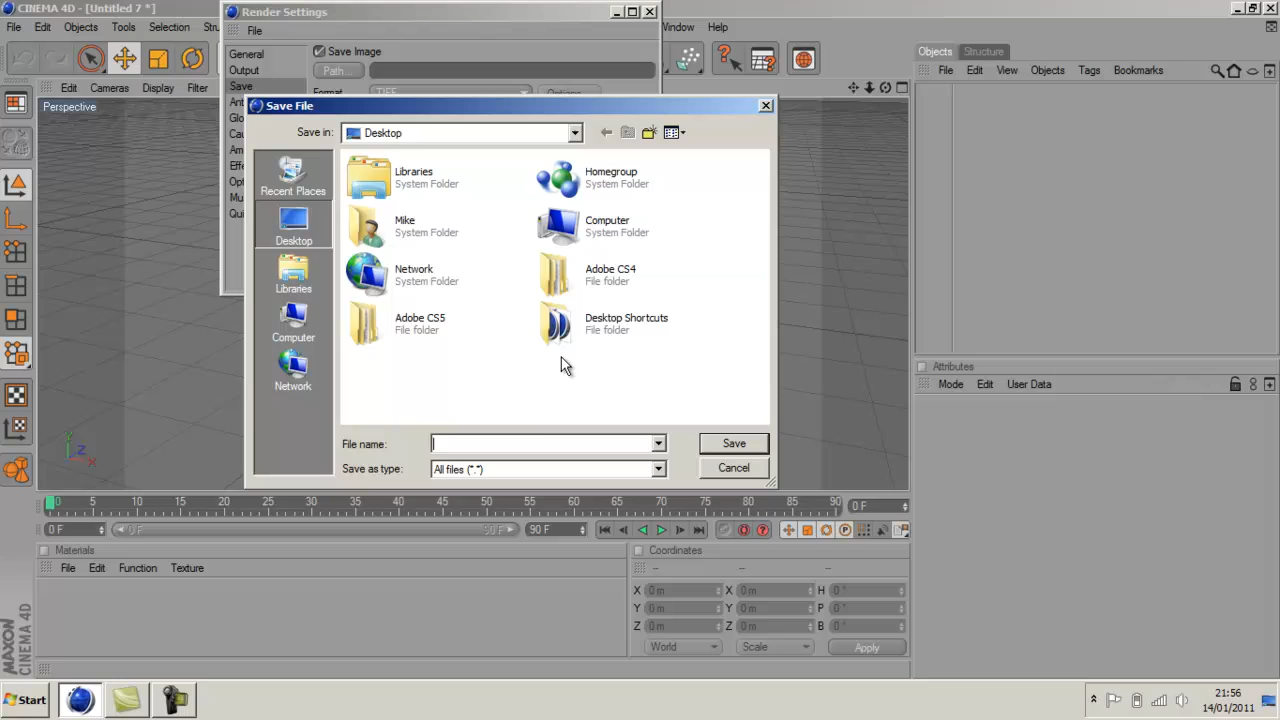 CINEMA 4D - [Untitled 7 *]
File Edit Objects Tools Selection
Window Help
Render Settings
File
General
Output
Save
Save Image
Path...
Format
TIFF
Options...
Perspective
Edit Cameras Display Filter
Save File
Save in: Desktop
Recent Places
Desktop
Libraries
Computer
Network
Libraries
System Folder
Homegroup
System Folder
Mike
System Folder
Computer
System Folder
Network
System Folder
Adobe CS4
File folder
Adobe CS5
File folder
Desktop Shortcuts
File folder
File name:
Save
Save as type: All files (*.*)
Cancel
Objects Structure
File Edit View Objects Tags Bookmarks
Attributes
Mode Edit User Data
Y
Z
X
0 5 10 15 20 25 30 35 40 45 50 55 60 65 70 75 80 85 90 0 F
0 F 0 F 90 F 90 F
Materials
File Edit Function Texture
Coordinates
-- -- --
X 0 m X 0 m H 0 °
Y 0 m Y 0 m P 0 °
Z 0 m Z 0 m B 0 °
World Scale Apply
MAXON
CINEMA 4D
Start
21:56
14/01/2011